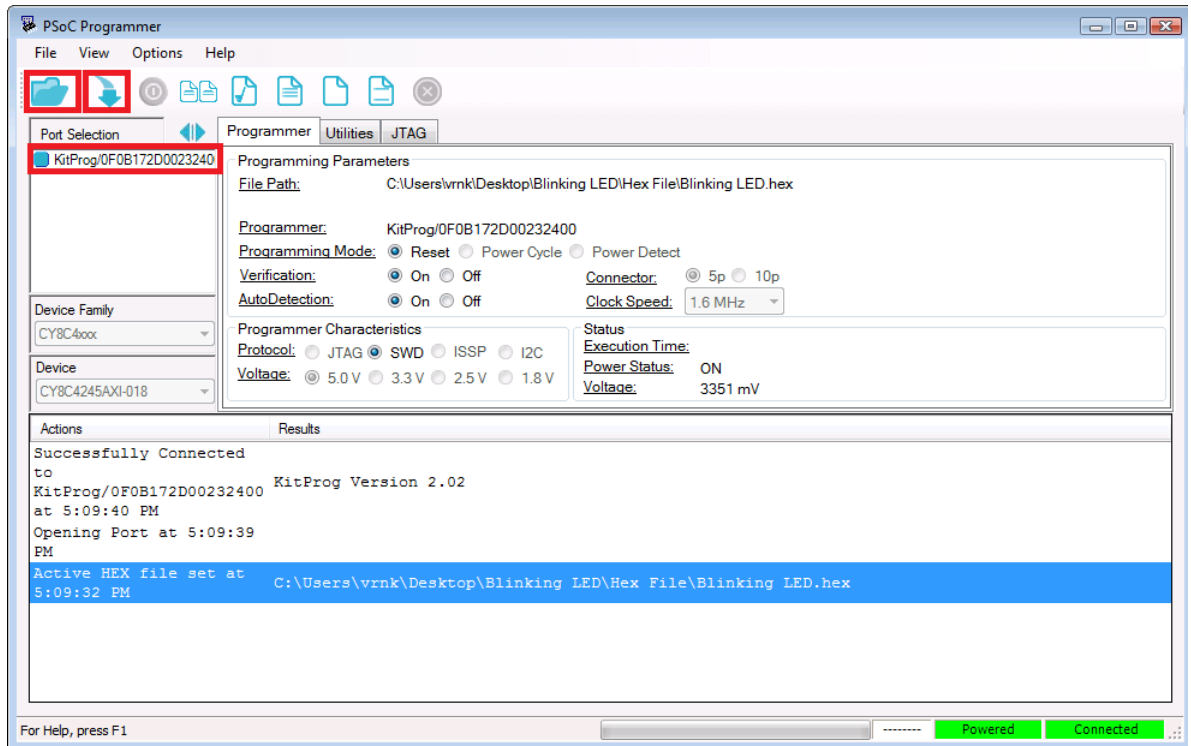 PSoC Programmer
File View Options Help
Port Selection
Programmer Utilities JTAG
KitProg/0F0B172D0023240
Programming Parameters
File Path: C:\Users\vrnk\Desktop\Blinking LED\Hex File\Blinking LED.hex
Programmer: KitProg/0F0B172D00232400
Programming Mode: Reset Power Cycle Power Detect
Verification: On Off Connector: 5p 10p
AutoDetection: On Off Clock Speed: 1.6 MHz
Device Family
CY8C4xxx
Device
CY8C4245AXI-018
Programmer Characteristics
Protocol: JTAG SWD ISSP I2C
Voltage: 5.0 V 3.3 V 2.5 V 1.8 V
Status
Execution Time:
Power Status: ON
Voltage: 3351 mV
Actions Results
Successfully Connected
to
KitProg/0F0B172D00232400
at 5:09:40 PM
KitProg Version 2.02
Opening Port at 5:09:39
PM
Active HEX file set at
5:09:32 PM
C:\Users\vrnk\Desktop\Blinking LED\Hex File\Blinking LED.hex
For Help, press F1
--------
Powered
Connected